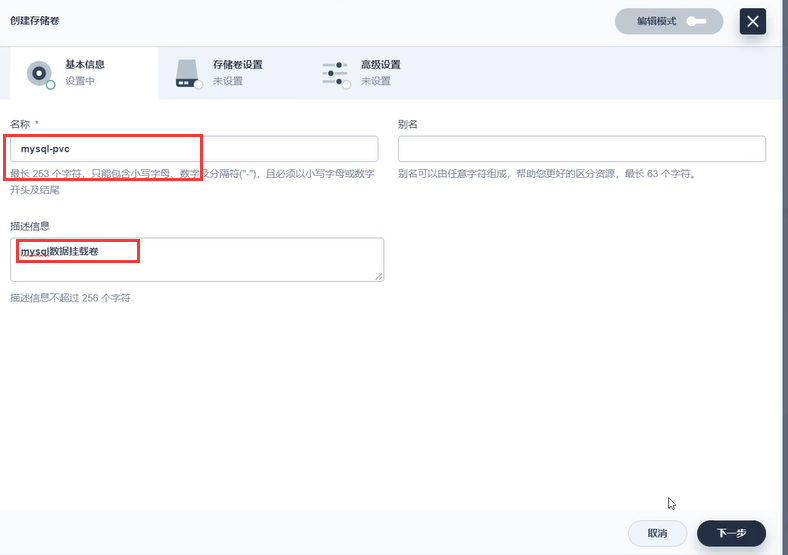 创建存储卷
编辑模式
基本信息
设置中
存储卷设置
未设置
高级设置
未设置
名称 *
别名
mysql-pvc
最长 253 个字符，只能包含小写字母、数字及分隔符("-")，且必须以小写字母或数字
开头及结尾
别名可以由任意字符组成，帮助您更好的区分资源，最长 63 个字符。
描述信息
mysql数据挂载卷
描述信息不超过 256 个字符
取消
下一步